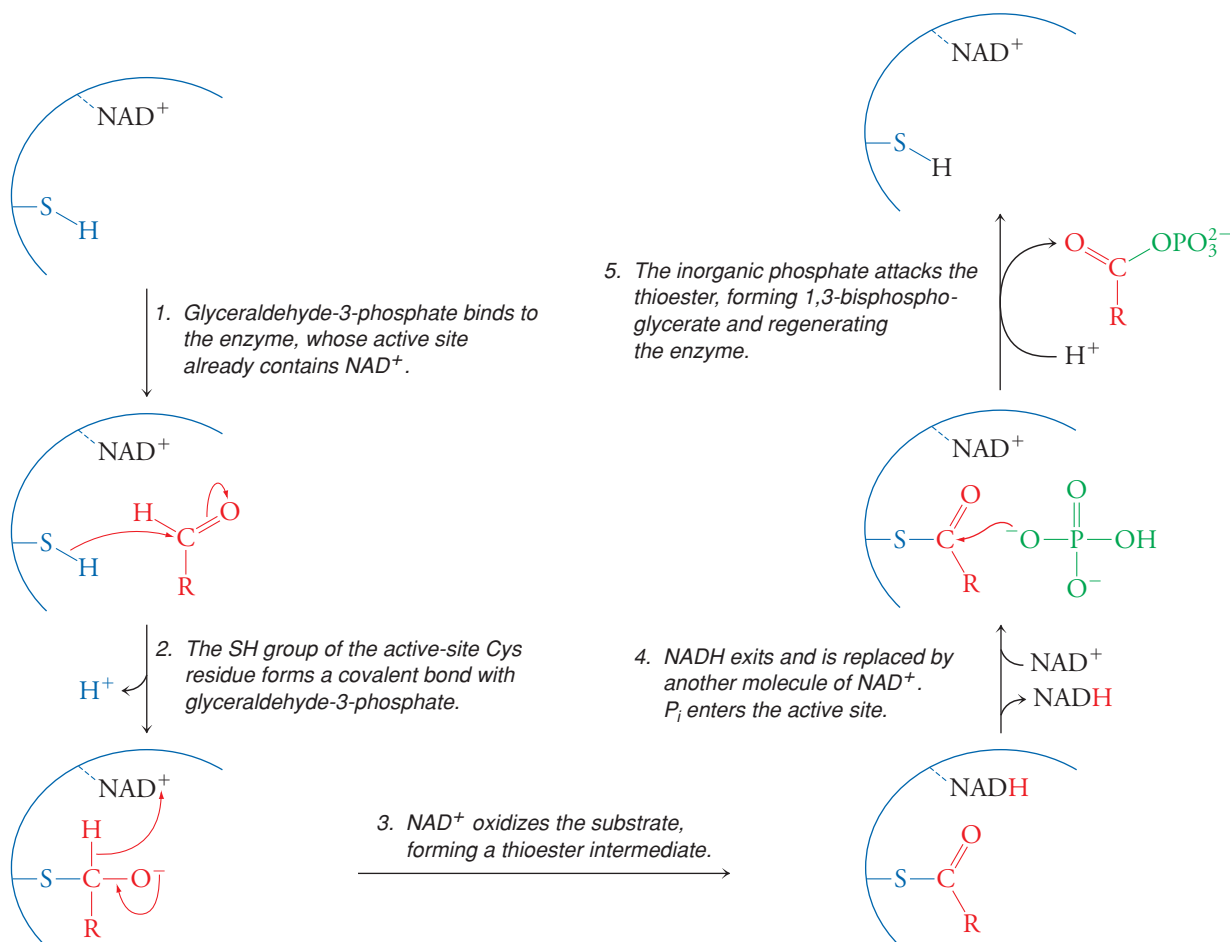 NAD⁺
S
H
1. Glyceraldehyde-3-phosphate binds to
the enzyme, whose active site
already contains NAD⁺.
NAD⁺
H
O
C
S
H
R
2. The SH group of the active-site Cys
residue forms a covalent bond with
glyceraldehyde-3-phosphate.
H⁺
NAD⁺
H
S
C
O⁻
R
3. NAD⁺ oxidizes the substrate,
forming a thioester intermediate.
NADH
O
S
C
R
4. NADH exits and is replaced by
another molecule of NAD⁺.
Pᵢ enters the active site.
NAD⁺
NADH
NAD⁺
O
O
S
C
⁻O
P
OH
R
O⁻
5. The inorganic phosphate attacks the
thioester, forming 1,3-bisphospho-
glycerate and regenerating
the enzyme.
O
OPO₃²⁻
C
R
H⁺
NAD⁺
S
H